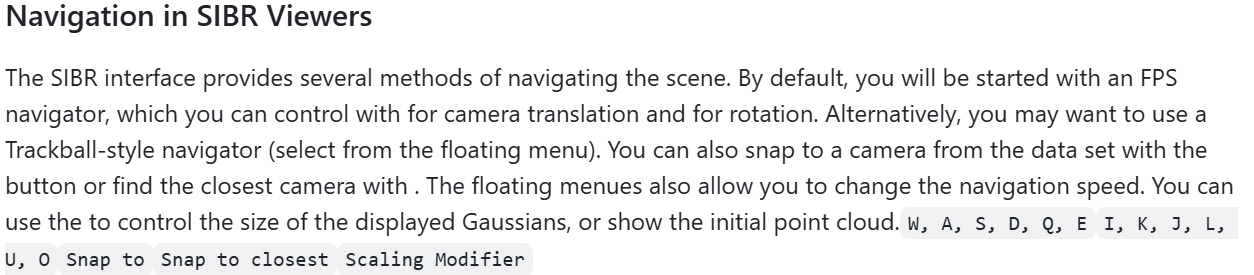 Navigation in SIBR Viewers
The SIBR interface provides several methods of navigating the scene. By default, you will be started with an FPS
navigator, which you can control with for camera translation and for rotation. Alternatively, you may want to use a
Trackball-style navigator (select from the floating menu). You can also snap to a camera from the data set with the
button or find the closest camera with . The floating menues also allow you to change the navigation speed. You can
use the to control the size of the displayed Gaussians, or show the initial point cloud. W, A, S, D, Q, E I, K, J, L,
U, O Snap to Snap to closest Scaling Modifier